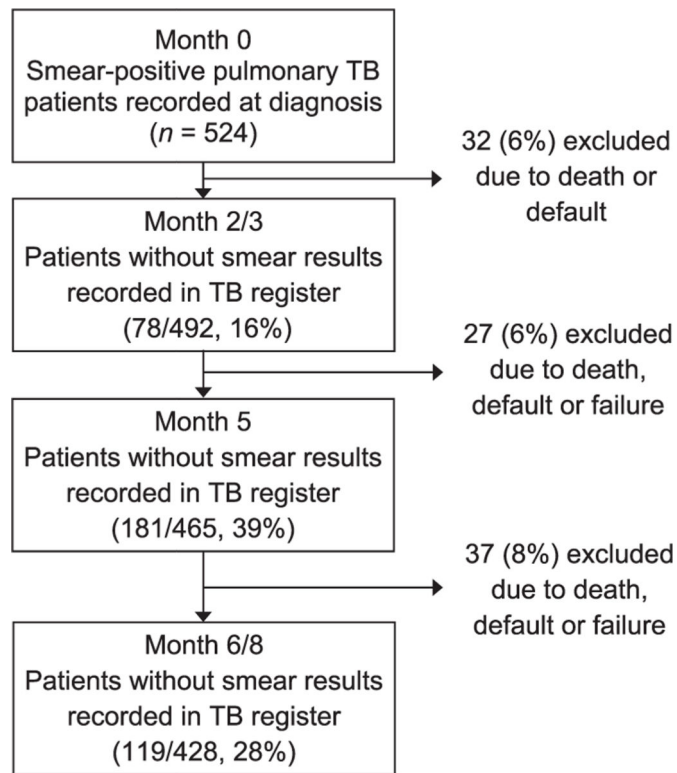 Month 0
Smear-positive pulmonary TB
patients recorded at diagnosis
(n = 524)
32 (6%) excluded
due to death or
default
Month 2/3
Patients without smear results
recorded in TB register
(78/492, 16%)
27 (6%) excluded
due to death,
default or failure
Month 5
Patients without smear results
recorded in TB register
(181/465, 39%)
37 (8%) excluded
due to death,
default or failure
Month 6/8
Patients without smear results
recorded in TB register
(119/428, 28%)